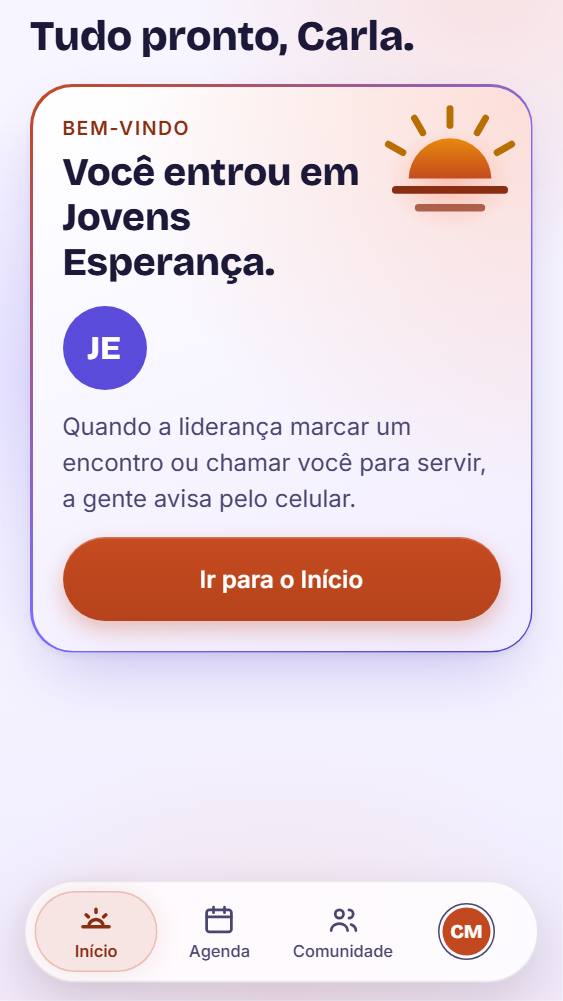 Tudo pronto, Carla.
BEM-VINDO
Você entrou em
Jovens
Esperança.
JE
Quando a liderança marcar um
encontro ou chamar você para servir,
a gente avisa pelo celular.
Ir para o Início
Início
Agenda
Comunidade
CM